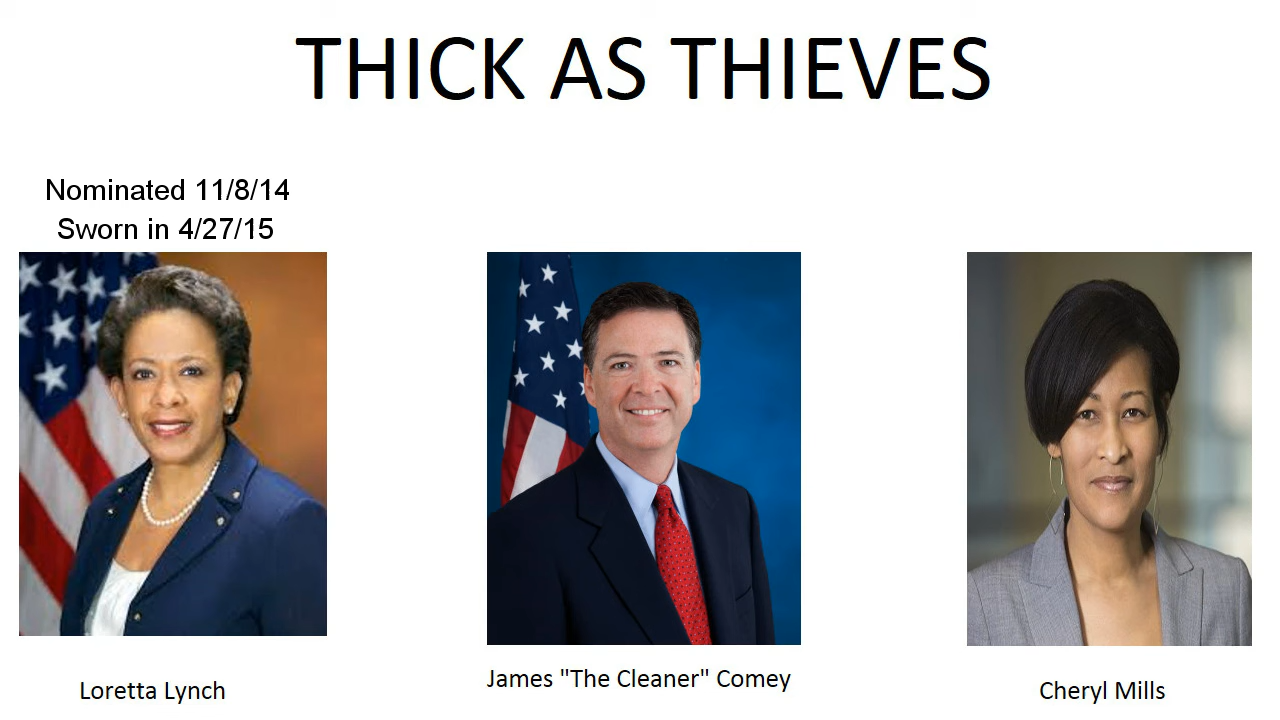 THICK AS THIEVES
Nominated 11/8/14
Sworn in 4/27/15
Loretta Lynch
James "The Cleaner" Comey
Cheryl Mills